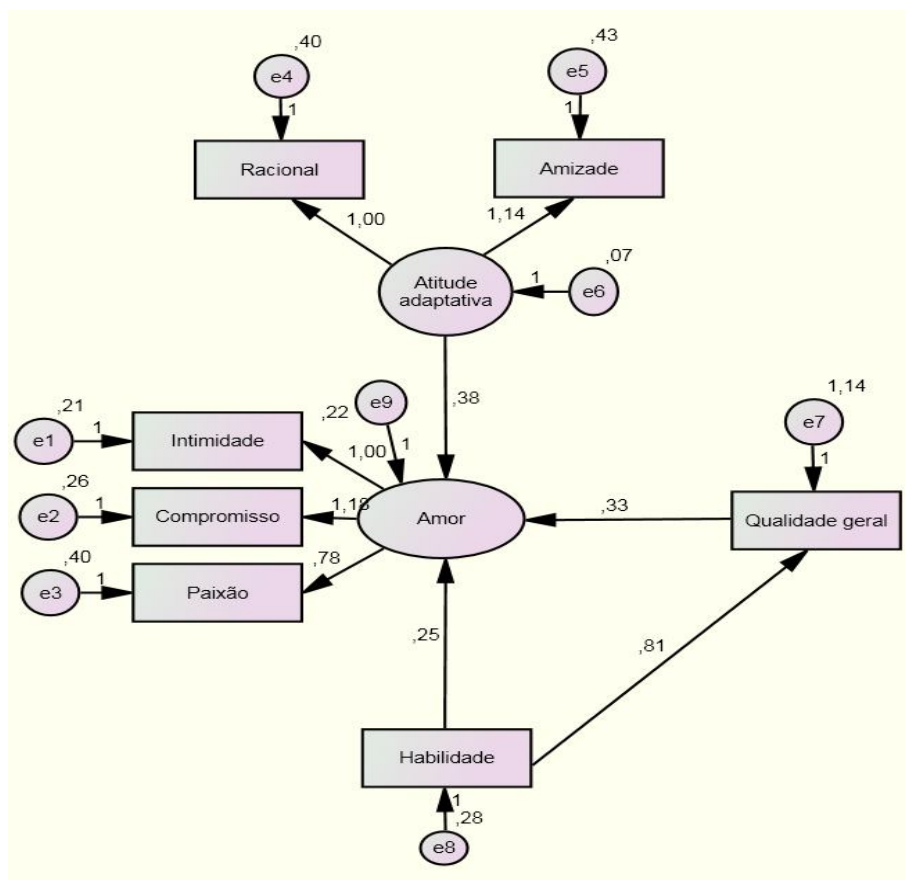 ,40
e4
1
Racional
,43
e5
1
Amizade
1,00
1,14
Atitude
adaptativa
1
,07
e6
,38
,21
e1
1
Intimidade
,22
e9
1
1,00
,26
e2
1
Compromisso
1,18
Amor
,33
1,14
e7
1
Qualidade geral
,40
e3
1
Paixão
,78
,25
,81
Habilidade
1
,28
e8